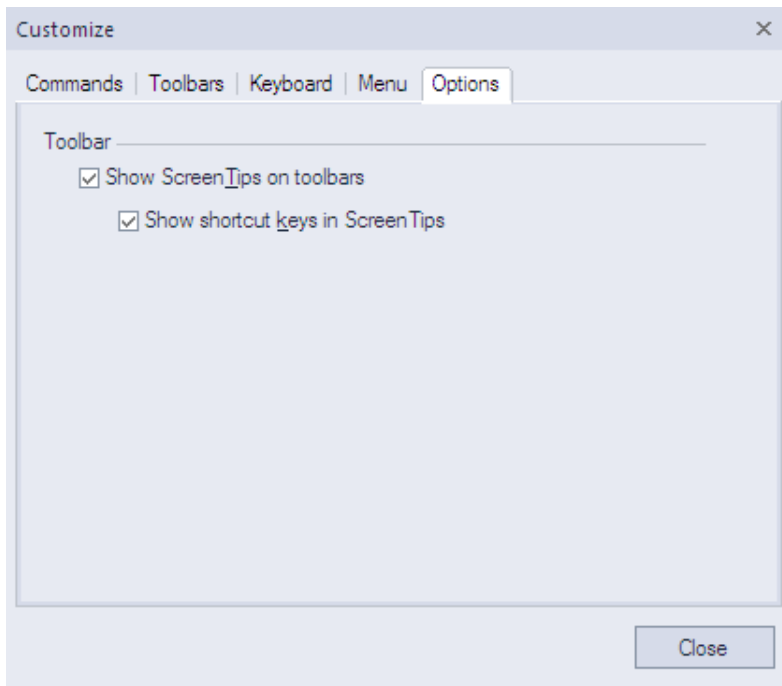 Customize
Commands Toolbars Keyboard Menu Options
Toolbar
Show ScreenTips on toolbars
Show shortcut keys in ScreenTips
Close